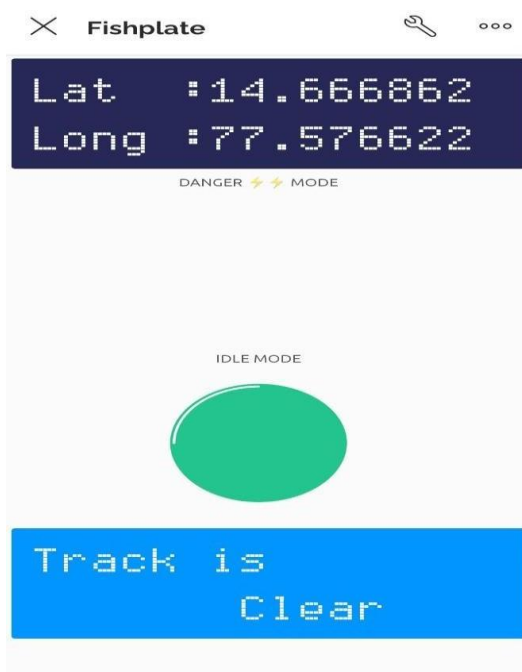 Fishplate
Lat :14.666862
Long :77.576622
DANGER ⚡⚡ MODE
IDLE MODE
Track is
Clear